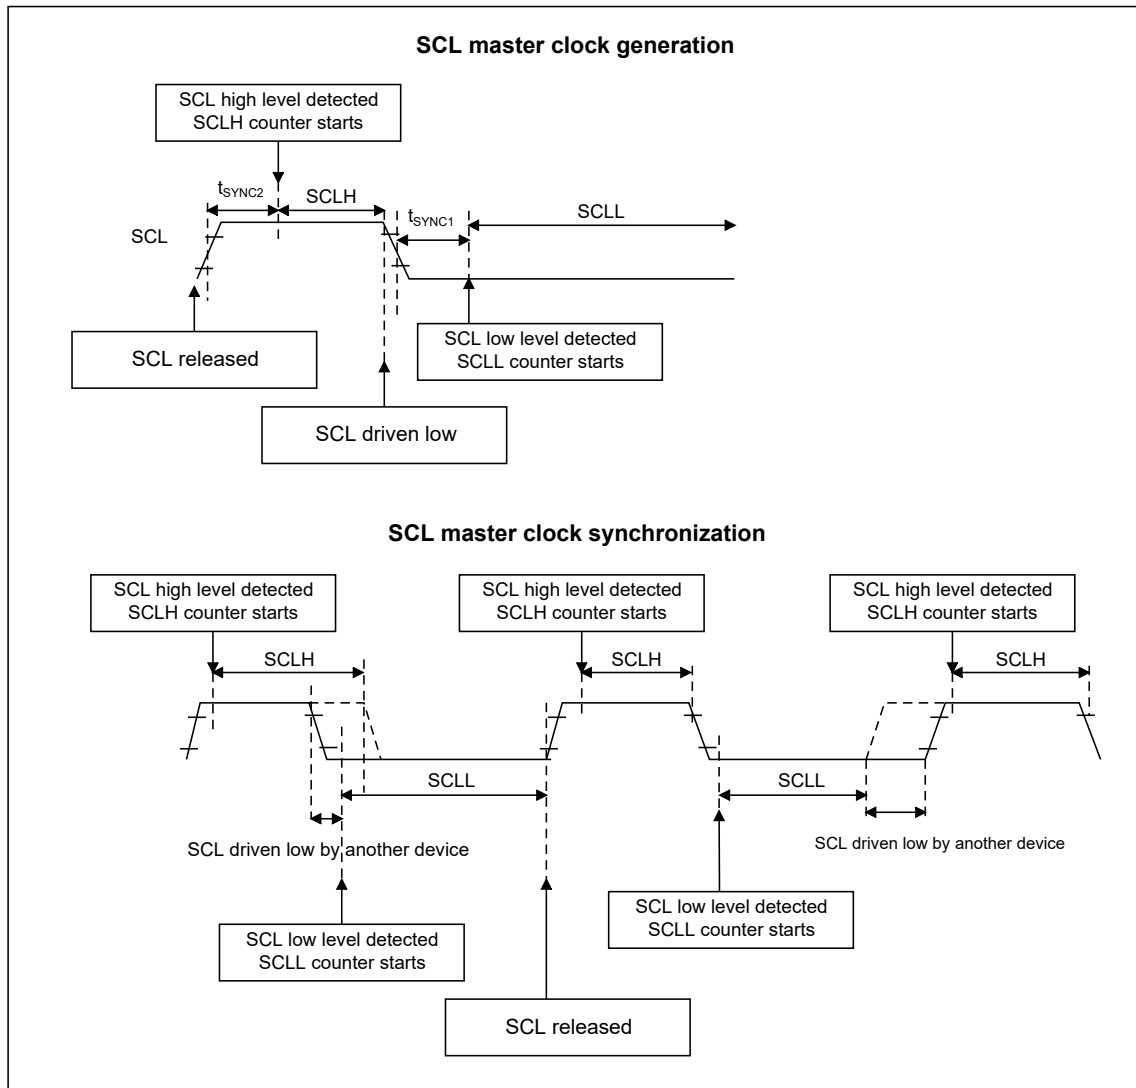 SCL master clock generation
SCL high level detected
SCLH counter starts
tSYNC2
SCLH
tSYNC1
SCLL
SCL
SCL low level detected
SCLL counter starts
SCL released
SCL driven low
SCL master clock synchronization
SCL high level detected
SCLH counter starts
SCL high level detected
SCLH counter starts
SCL high level detected
SCLH counter starts
SCLH
SCLH
SCLH
SCLL
SCLL
SCL driven low by another device
SCL driven low by another device
SCL low level detected
SCLL counter starts
SCL low level detected
SCLL counter starts
SCL released